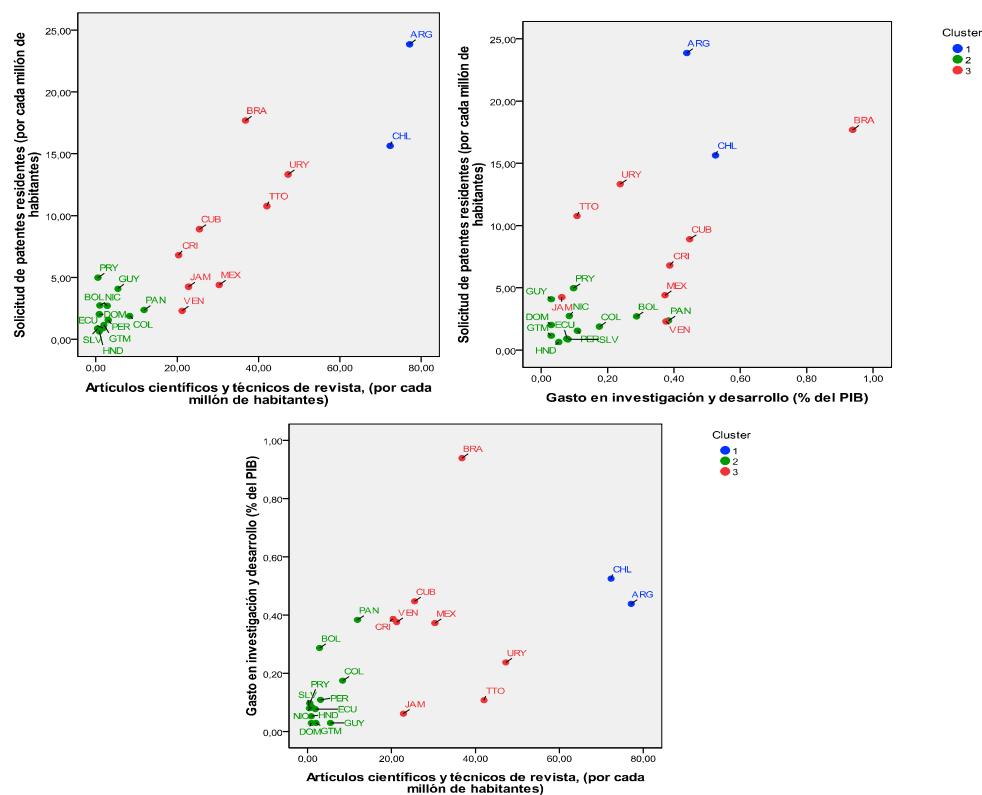 Solicitud de patentes residentes (por cada millón de
habitantes)
25,00
20,00
15,00
10,00
5,00
0,00
ARG
BRA
CHL
URY
TTO
CUB
CRI
JAM
MEX
VEN
PRY
GUY
BOL
NIC
PAN
DOM
ECU
PER
COL
SLV
GTM
HND
0,00
20,00
40,00
60,00
80,00
Artículos científicos y técnicos de revista, (por cada
millón de habitantes)
Solicitud de patentes residentes (por cada millón de
habitantes)
25,00
20,00
15,00
10,00
5,00
0,00
ARG
BRA
CHL
URY
TTO
CUB
CRI
MEX
PRY
GUY
JAM
NIC
BOL
PAN
VEN
COL
DOM
ECU
GTM
PER
SLV
HND
0,00
0,20
0,40
0,60
0,80
1,00
Gasto en investigación y desarrollo (% del PIB)
Cluster
1
2
3
Gasto en investigación y desarrollo (% del PIB)
1,00
0,80
0,60
0,40
0,20
0,00
BRA
CHL
ARG
CUB
PAN
VEN
MEX
CRI
BOL
URY
COL
PRY
SLV
PER
TTO
JAM
ECU
NIC
HND
GUY
DOM
GTM
0,00
20,00
40,00
60,00
80,00
Artículos científicos y técnicos de revista, (por cada
millón de habitantes)
Cluster
1
2
3